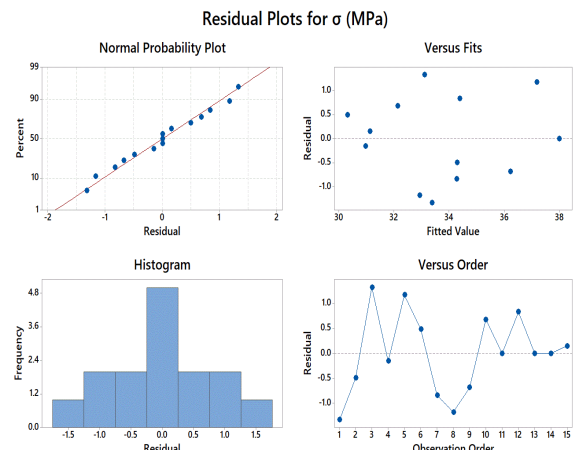 Residual Plots for σ (MPa)
Normal Probability Plot
99
90
50
10
1
Percent
-2
-1
0
1
2
Residual
Versus Fits
1.0
0.5
0.0
-0.5
-1.0
Residual
30
32
34
36
38
Fitted Value
Histogram
4.8
3.6
2.4
1.2
0.0
Frequency
-1.5
-1.0
-0.5
0.0
0.5
1.0
1.5
Residual
Versus Order
1.0
0.5
0.0
-0.5
-1.0
Residual
1 2 3 4 5 6 7 8 9 10 11 12 13 14 15
Observation Order